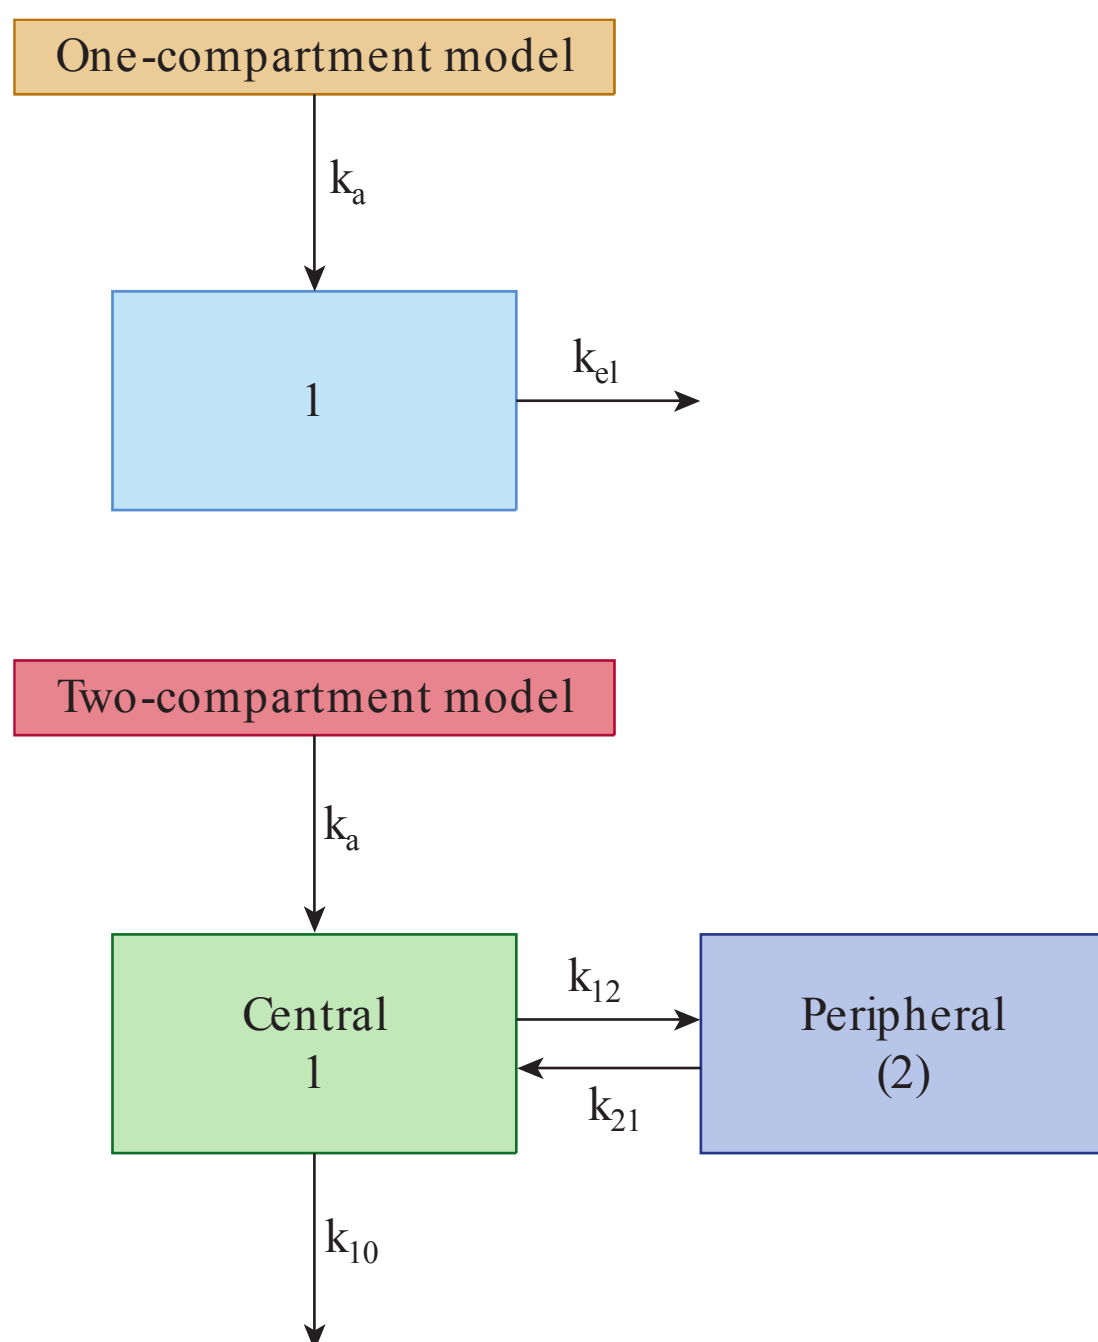 One-compartment model
kₐ
1
kₑₗ
Two-compartment model
kₐ
Central
1
k₁₂
k₂₁
Peripheral
(2)
k₁₀